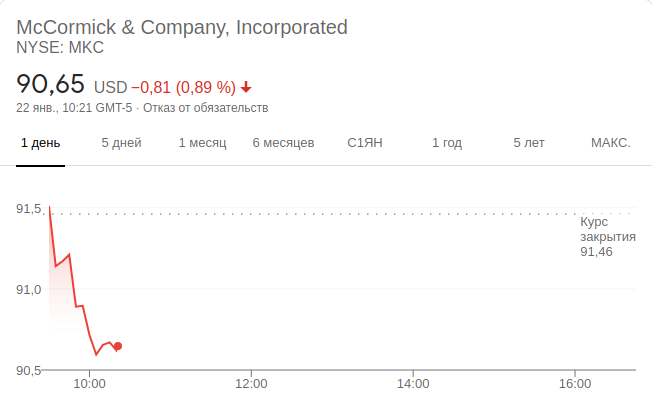 McCormick & Company, Incorporated
NYSE: MKC
90,65 USD −0,81 (0,89 %)
22 янв., 10:21 GMT-5 · Отказ от обязательств
1 день 5 дней 1 месяц 6 месяцев С1ЯН 1 год 5 лет МАКС.
91,5
Курс
закрытия
91,46
91,0
90,5
10:00 12:00 14:00 16:00